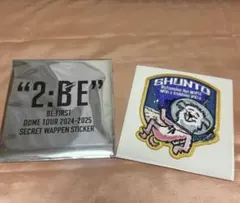 "2:BE"
BE:FIRST
DOME TOUR 2024-2025
SECRET WAPPEN STICKER
SHUNTO